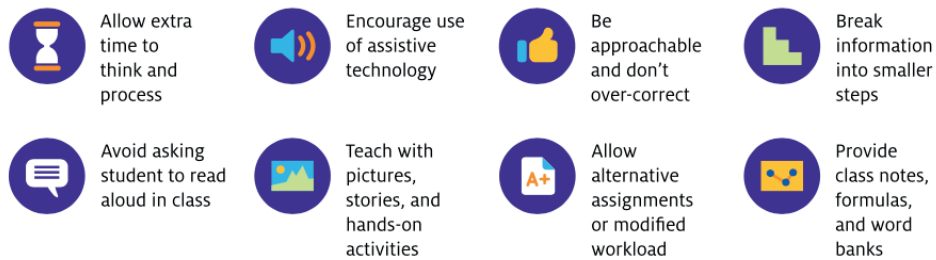 Allow extra
time to
think and
process
Encourage use
of assistive
technology
Be
approachable
and don't
over-correct
Break
information
into smaller
steps
Avoid asking
student to read
aloud in class
Teach with
pictures,
stories, and
hands-on
activities
A+
Allow
alternative
assignments
or modified
workload
Provide
class notes,
formulas,
and word
banks